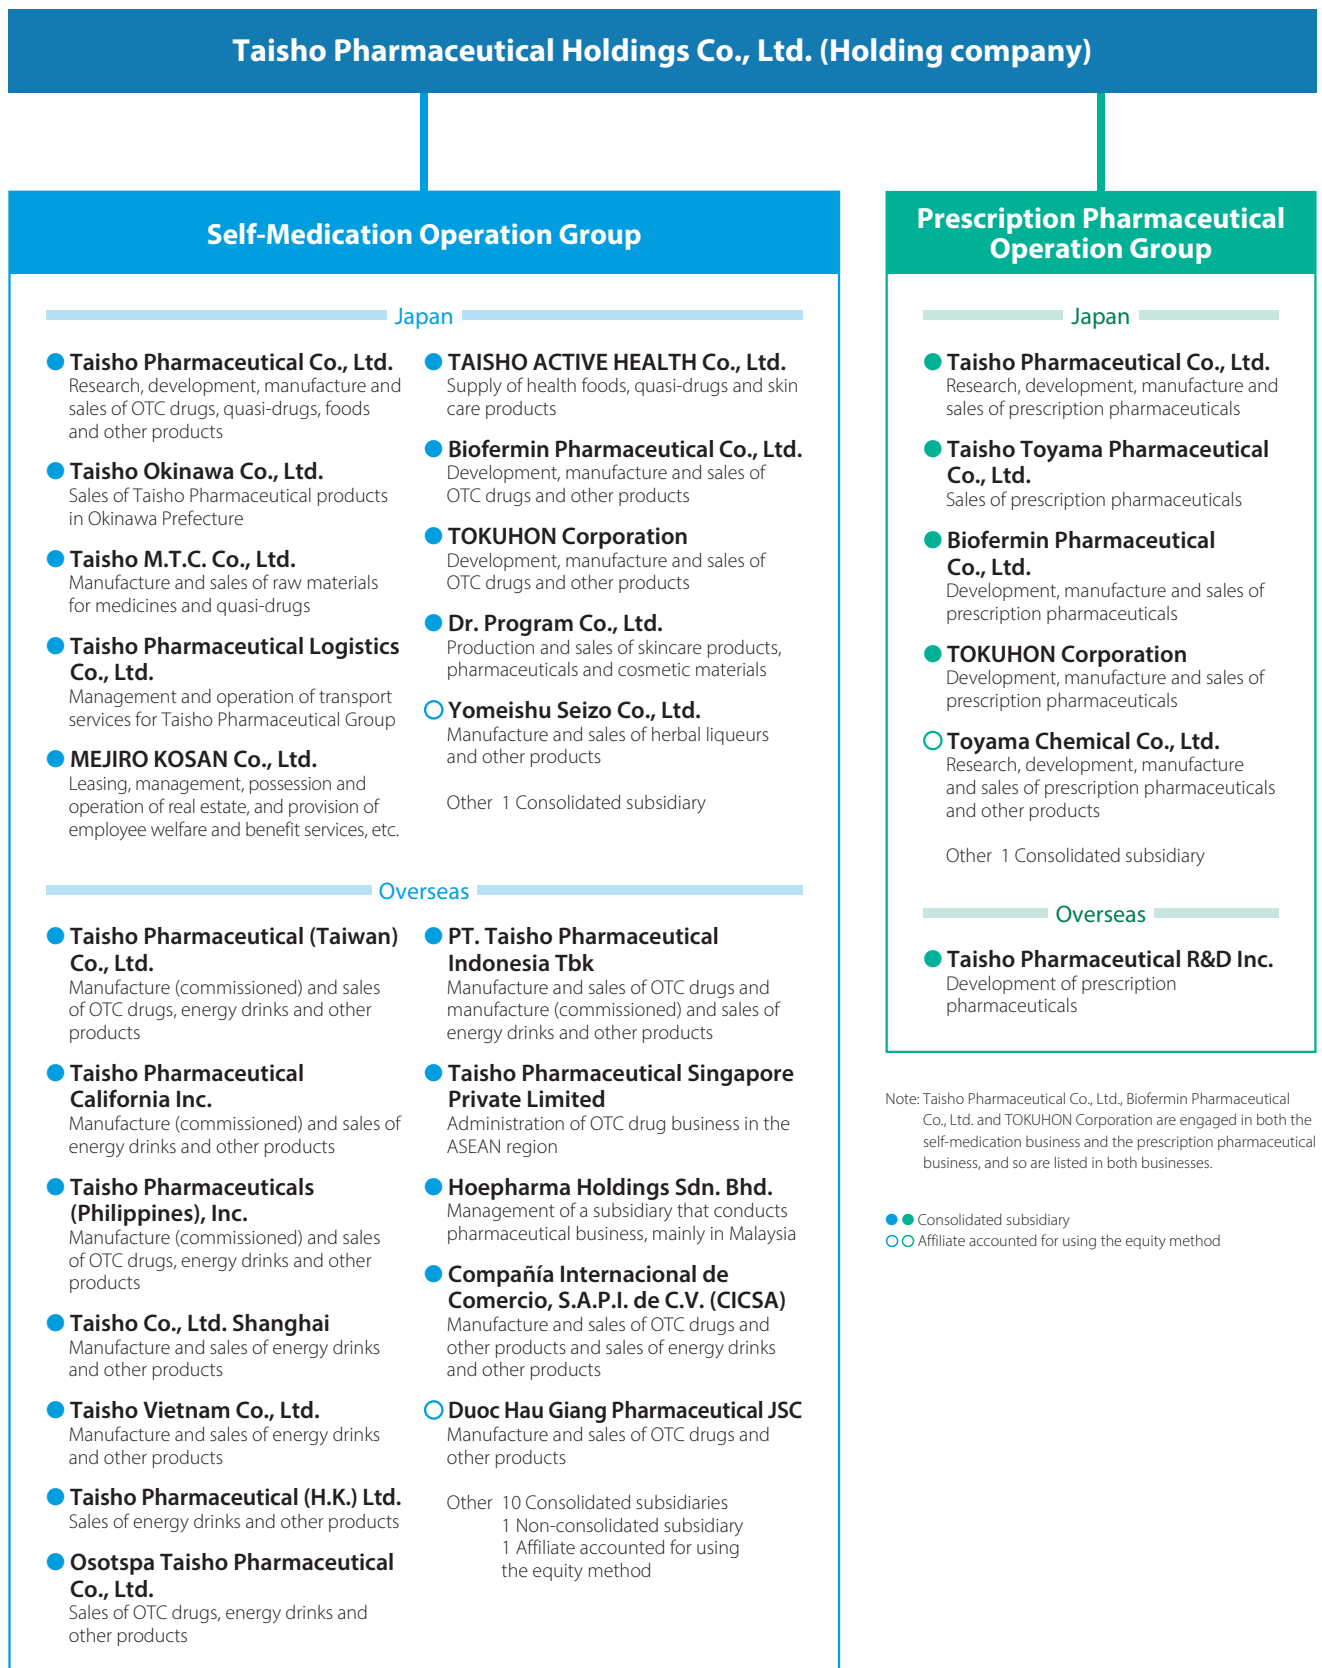 Taisho Pharmaceutical Holdings Co., Ltd. (Holding company)
Self-Medication Operation Group
Japan
Taisho Pharmaceutical Co., Ltd.
Research, development, manufacture and
sales of OTC drugs, quasi-drugs, foods
and other products
Taisho Okinawa Co., Ltd.
Sales of Taisho Pharmaceutical products
in Okinawa Prefecture
Taisho M.T.C. Co., Ltd.
Manufacture and sales of raw materials
for medicines and quasi-drugs
Taisho Pharmaceutical Logistics
Co., Ltd.
Management and operation of transport
services for Taisho Pharmaceutical Group
MEJIRO KOSAN Co., Ltd.
Leasing, management, possession and
operation of real estate, and provision of
employee welfare and benefit services, etc.
TAISHO ACTIVE HEALTH Co., Ltd.
Supply of health foods, quasi-drugs and skin
care products
Biofermin Pharmaceutical Co., Ltd.
Development, manufacture and sales of
OTC drugs and other products
TOKUHON Corporation
Development, manufacture and sales of
OTC drugs and other products
Dr. Program Co., Ltd.
Production and sales of skincare products,
pharmaceuticals and cosmetic materials
Yomeishu Seizo Co., Ltd.
Manufacture and sales of herbal liqueurs
and other products
Other 1 Consolidated subsidiary
Overseas
Taisho Pharmaceutical (Taiwan)
Co., Ltd.
Manufacture (commissioned) and sales
of OTC drugs, energy drinks and other
products
Taisho Pharmaceutical
California Inc.
Manufacture (commissioned) and sales of
energy drinks and other products
Taisho Pharmaceuticals
(Philippines), Inc.
Manufacture (commissioned) and sales
of OTC drugs, energy drinks and other
products
Taisho Co., Ltd. Shanghai
Manufacture and sales of energy drinks
and other products
Taisho Vietnam Co., Ltd.
Manufacture and sales of energy drinks
and other products
Taisho Pharmaceutical (H.K.) Ltd.
Sales of energy drinks and other products
Osotspa Taisho Pharmaceutical
Co., Ltd.
Sales of OTC drugs, energy drinks and
other products
PT. Taisho Pharmaceutical
Indonesia Tbk
Manufacture and sales of OTC drugs and
manufacture (commissioned) and sales of
energy drinks and other products
Taisho Pharmaceutical Singapore
Private Limited
Administration of OTC drug business in the
ASEAN region
Hoepharma Holdings Sdn. Bhd.
Management of a subsidiary that conducts
pharmaceutical business, mainly in Malaysia
Compañía Internacional de
Comercio, S.A.P.I. de C.V. (CICSA)
Manufacture and sales of OTC drugs and
other products and sales of energy drinks
and other products
Duoc Hau Giang Pharmaceutical JSC
Manufacture and sales of OTC drugs and
other products
Other 10 Consolidated subsidiaries
1 Non-consolidated subsidiary
1 Affiliate accounted for using
the equity method
Prescription Pharmaceutical
Operation Group
Japan
Taisho Pharmaceutical Co., Ltd.
Research, development, manufacture and
sales of prescription pharmaceuticals
Taisho Toyama Pharmaceutical
Co., Ltd.
Sales of prescription pharmaceuticals
Biofermin Pharmaceutical
Co., Ltd.
Development, manufacture and sales of
prescription pharmaceuticals
TOKUHON Corporation
Development, manufacture and sales of
prescription pharmaceuticals
Toyama Chemical Co., Ltd.
Research, development, manufacture
and sales of prescription pharmaceuticals
and other products
Other 1 Consolidated subsidiary
Overseas
Taisho Pharmaceutical R&D Inc.
Development of prescription
pharmaceuticals
Note: Taisho Pharmaceutical Co., Ltd., Biofermin Pharmaceutical
Co., Ltd. and TOKUHON Corporation are engaged in both the
self-medication business and the prescription pharmaceutical
business, and so are listed in both businesses.
Consolidated subsidiary
Affiliate accounted for using the equity method